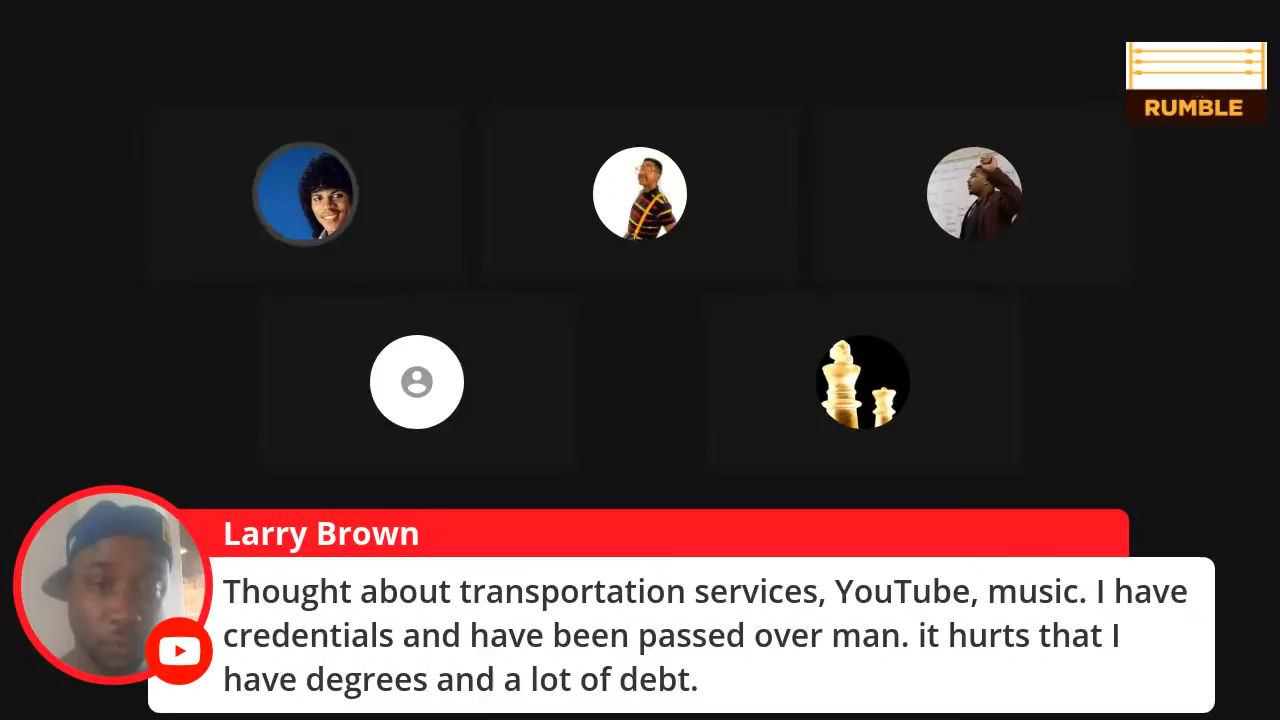 RUMBLE
Larry Brown
Thought about transportation services, YouTube, music. I have
credentials and have been passed over man. it hurts that I
have degrees and a lot of debt.